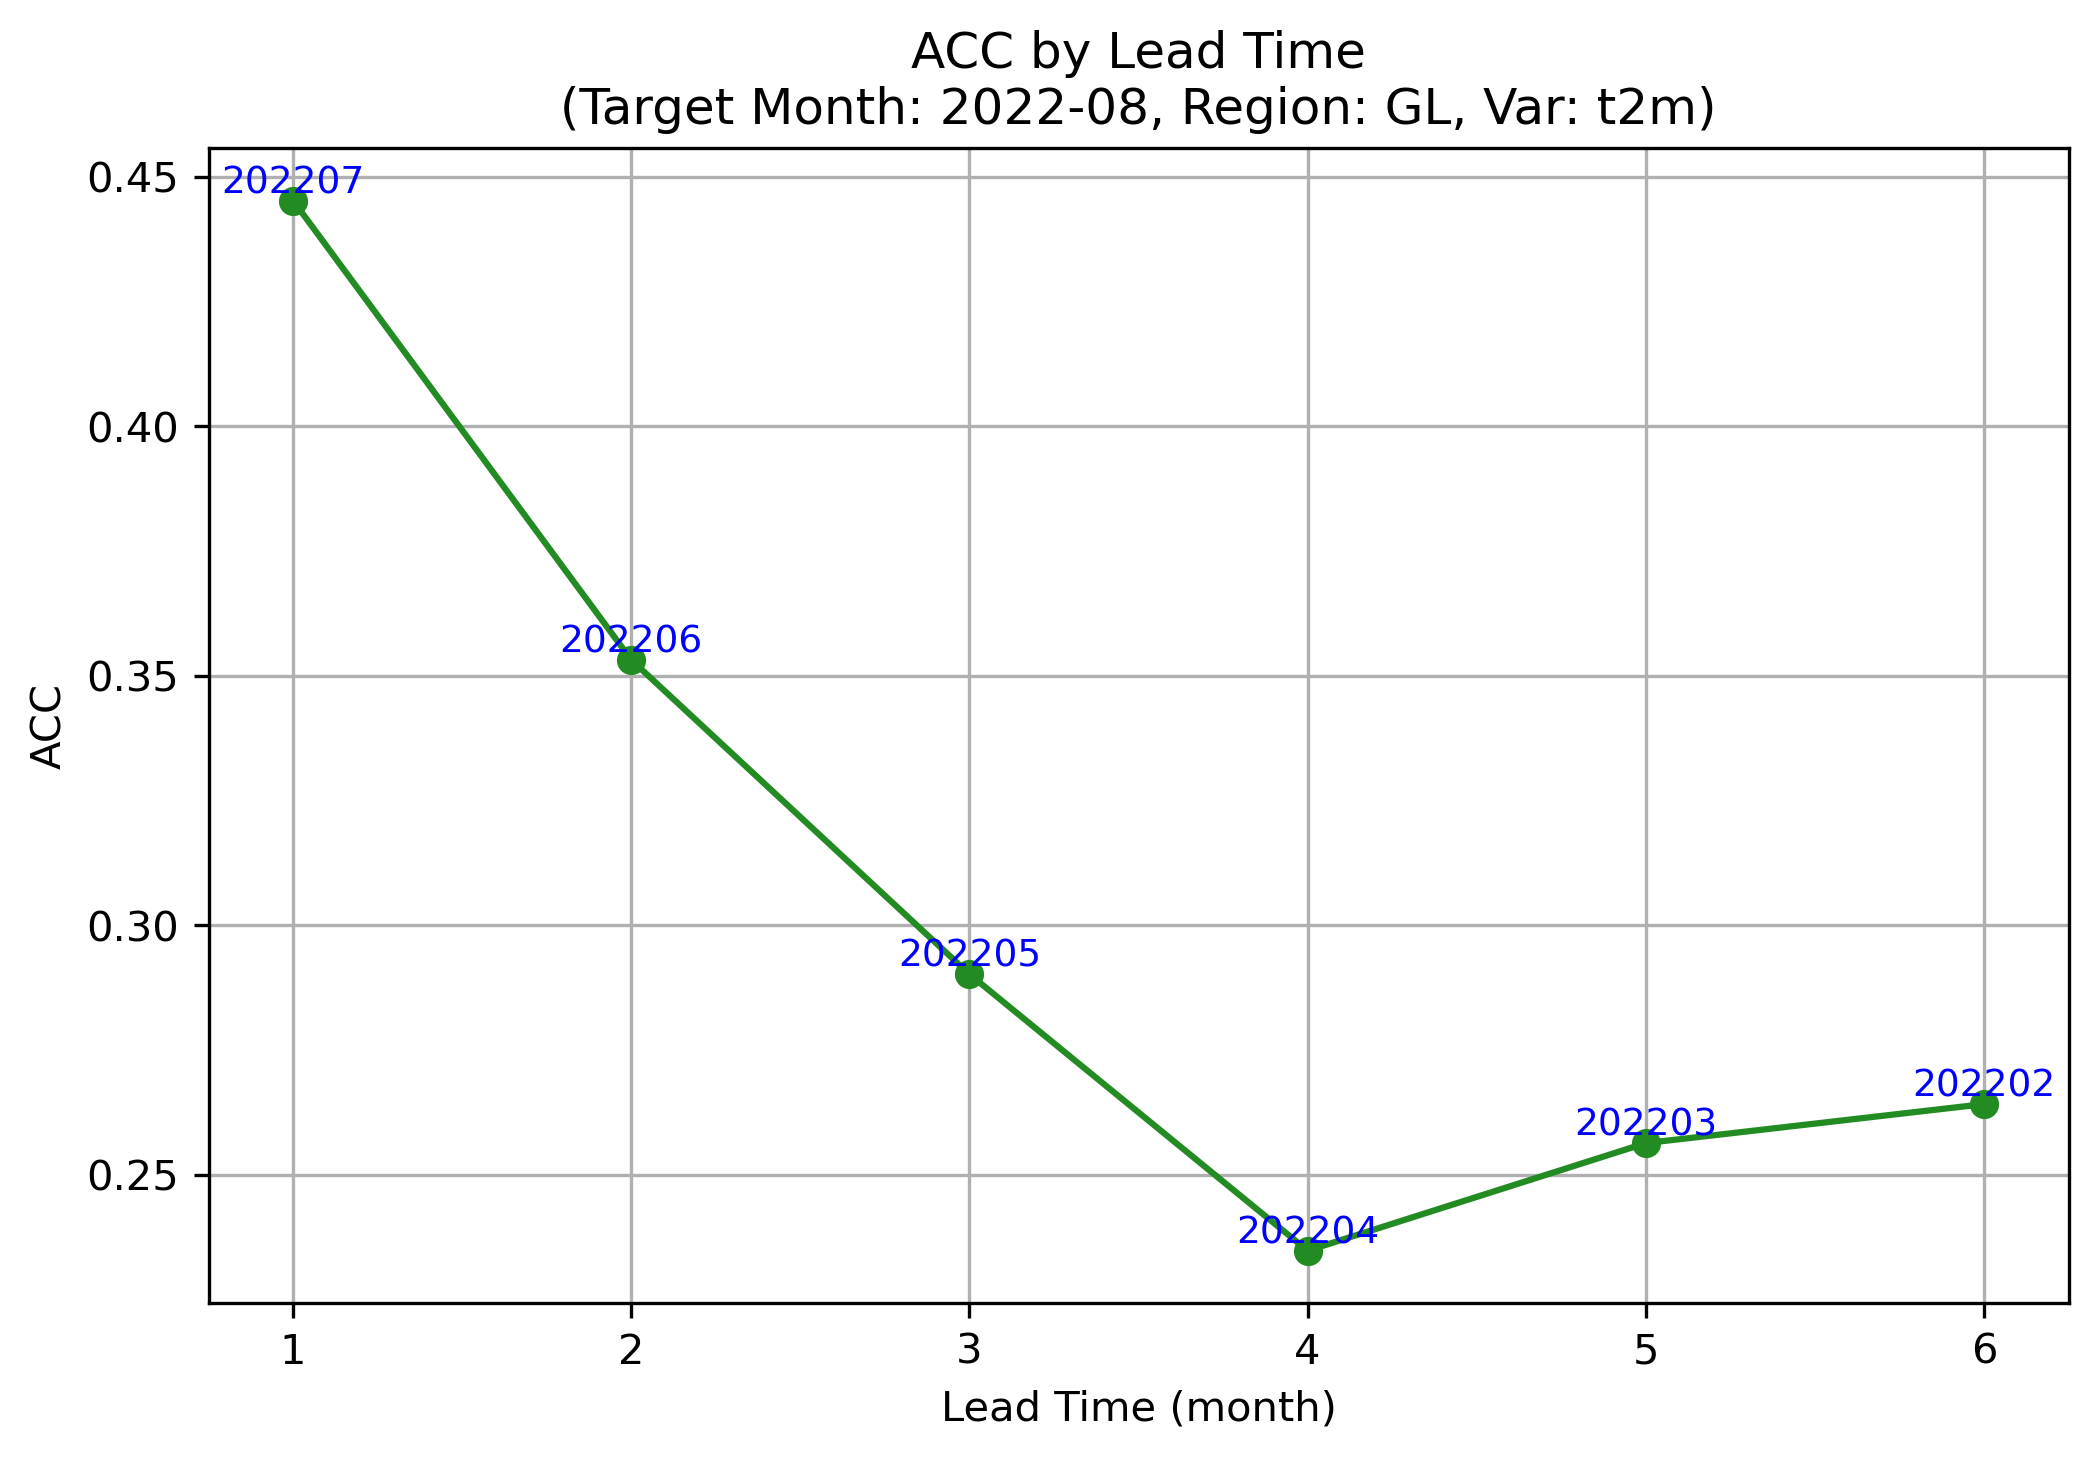 ACC by Lead Time
(Target Month: 2022-08, Region: GL, Var: t2m)
0.45
0.40
0.35
0.30
0.25
ACC
202207
202206
202205
202204
202203
202202
1 2 3 4 5 6
Lead Time (month)